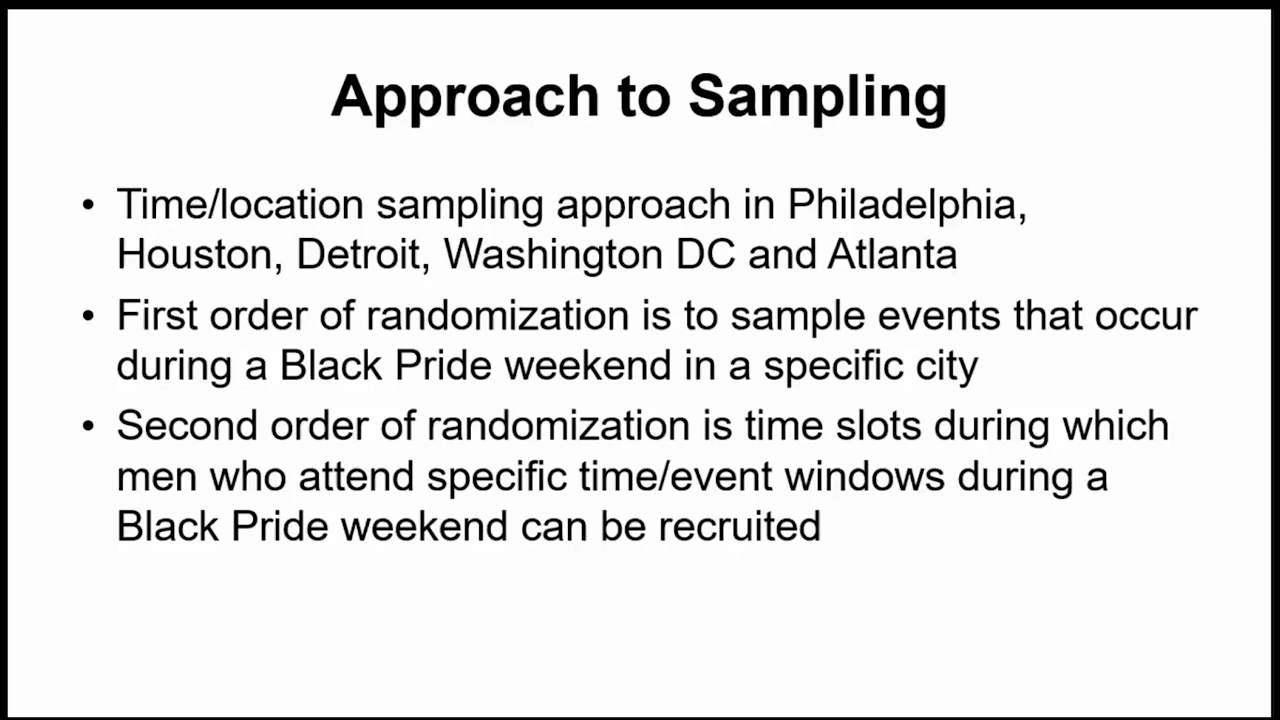 Approach to Sampling
• Time/location sampling approach in Philadelphia,
Houston, Detroit, Washington DC and Atlanta
• First order of randomization is to sample events that occur
during a Black Pride weekend in a specific city
• Second order of randomization is time slots during which
men who attend specific time/event windows during a
Black Pride weekend can be recruited